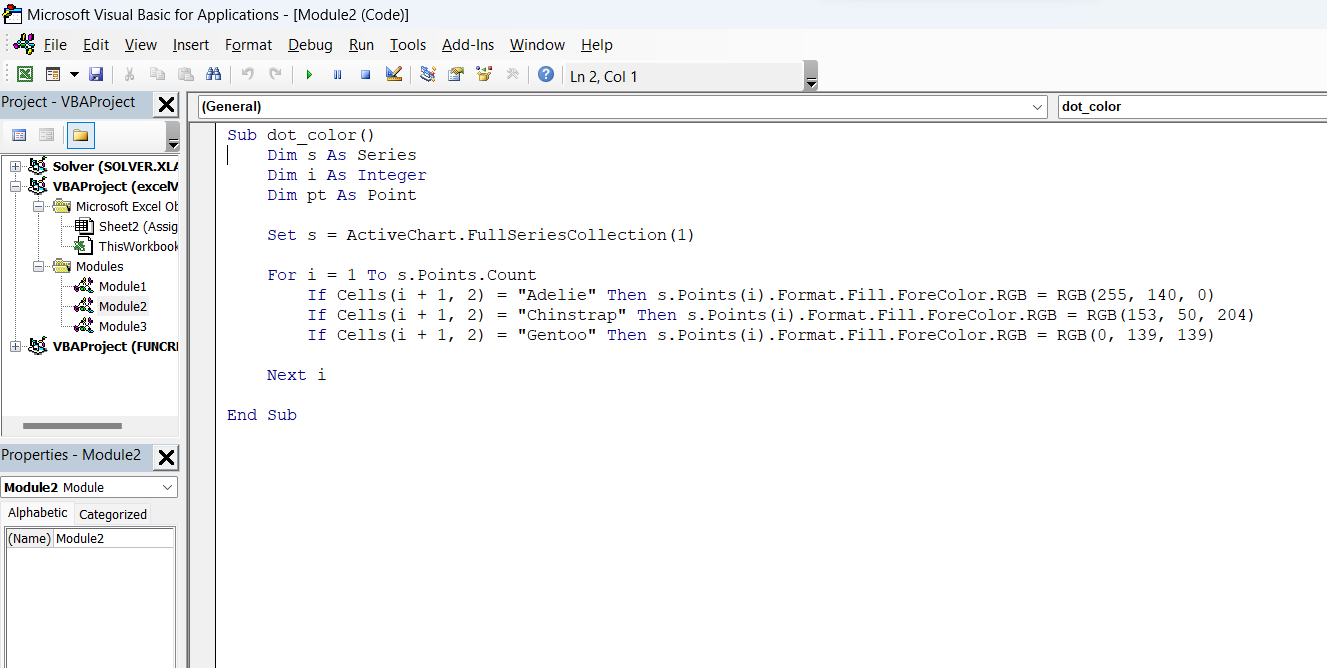 Microsoft Visual Basic for Applications - [Module2 (Code)]
File Edit View Insert Format Debug Run Tools Add-Ins Window Help
Ln 2, Col 1
Project - VBAProject
(General)
dot_color
Solver (SOLVER.XLA
VBAProject (excelV
Microsoft Excel Ob
Sheet2 (Assig
ThisWorkbook
Modules
Module1
Module2
Module3
VBAProject (FUNCRI
Properties - Module2
Module2 Module
Alphabetic Categorized
(Name) Module2
Sub dot_color()
    Dim s As Series
    Dim i As Integer
    Dim pt As Point
    Set s = ActiveChart.FullSeriesCollection(1)
    For i = 1 To s.Points.Count
        If Cells(i + 1, 2) = "Adelie" Then s.Points(i).Format.Fill.ForeColor.RGB = RGB(255, 140, 0)
        If Cells(i + 1, 2) = "Chinstrap" Then s.Points(i).Format.Fill.ForeColor.RGB = RGB(153, 50, 204)
        If Cells(i + 1, 2) = "Gentoo" Then s.Points(i).Format.Fill.ForeColor.RGB = RGB(0, 139, 139)
    Next i
End Sub